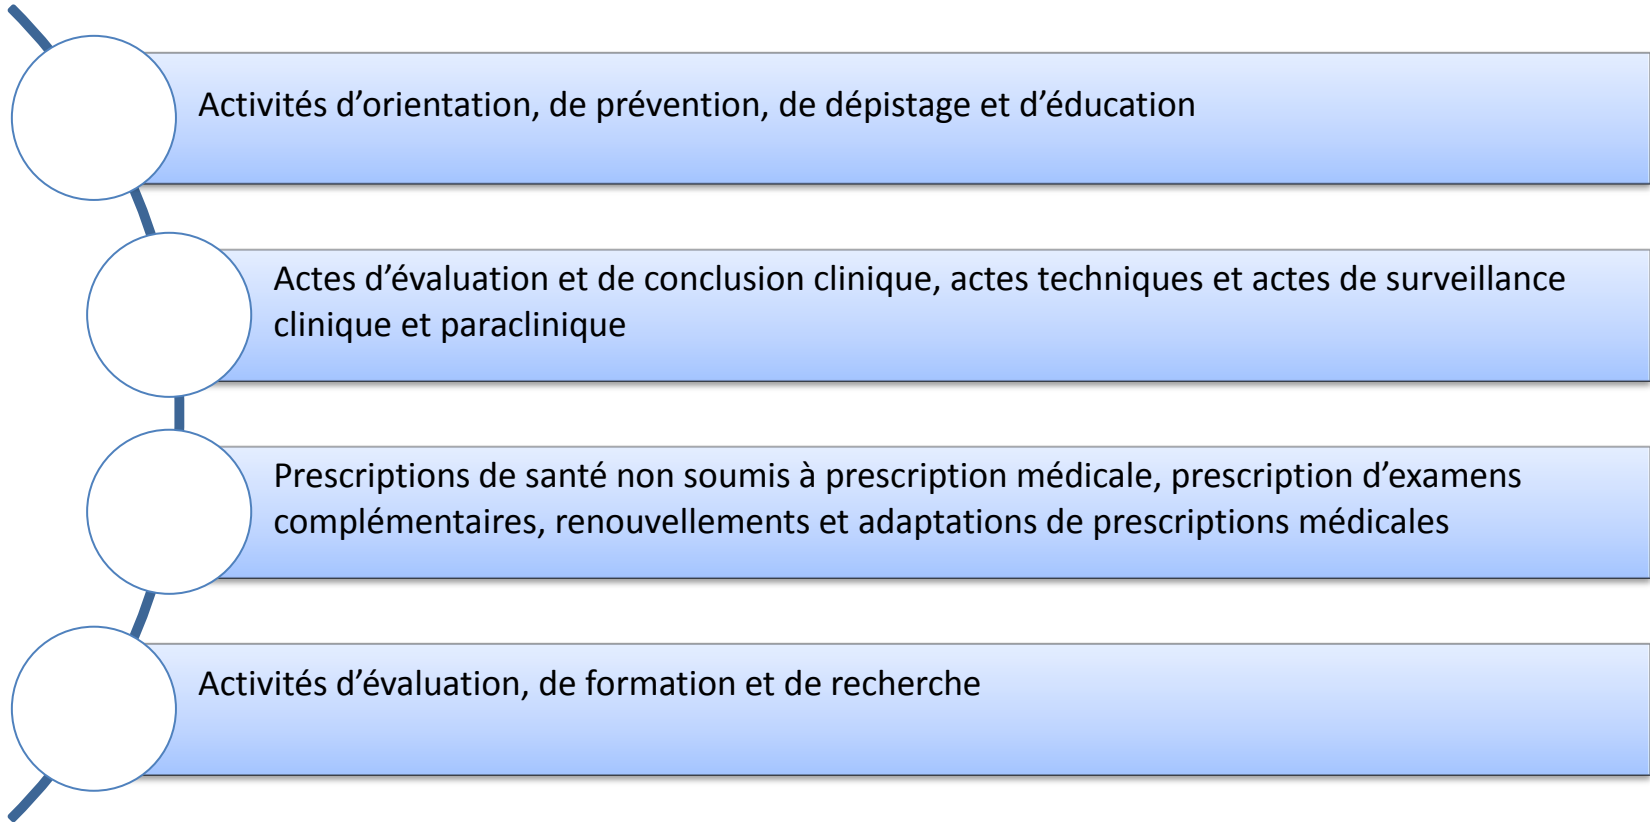 Activités d’orientation, de prévention, de dépistage et d’éducation
Actes d’évaluation et de conclusion clinique, actes techniques et actes de surveillance
clinique et paraclinique
Prescriptions de santé non soumis à prescription médicale, prescription d’examens
complémentaires, renouvellements et adaptations de prescriptions médicales
Activités d’évaluation, de formation et de recherche